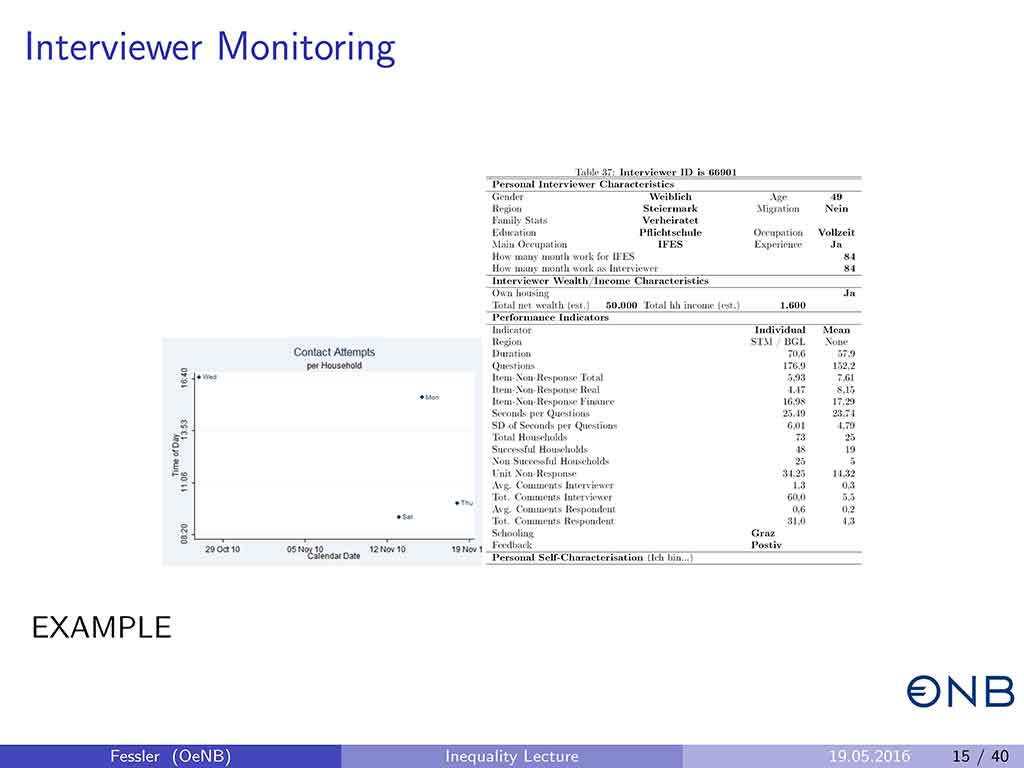 Interviewer Monitoring
Contact Attempts
per Household
Time of Day
16:40
13:53
11:06
08:20
Wed
Mon
Thu
Sat
29 Oct 10 05 Nov 10 12 Nov 10 19 Nov 1
Calendar Date
Table 37: Interviewer ID is 66901
Personal Interviewer Characteristics
Gender Weiblich Age 49
Region Steiermark Migration Nein
Family Stats Verheiratet
Education Pflichtschule Occupation Vollzeit
Main Occupation IFES Experience Ja
How many month work for IFES 84
How many month work as Interviewer 84
Interviewer Wealth/Income Characteristics
Own housing Ja
Total net wealth (est.) 50.000 Total hh income (est.) 1.600
Performance Indicators
Indicator Individual Mean
Region STM / BGL None
Duration 70,6 57,9
Questions 176,9 152,2
Item-Non-Response Total 5,93 7,61
Item-Non-Response Real 4,47 8,15
Item-Non-Response Finance 16,98 17,29
Seconds per Questions 25,49 23,74
SD of Seconds per Questions 6,01 4,79
Total Households 73 25
Successful Households 48 19
Non Successful Households 25 5
Unit Non-Response 34,25 14,32
Avg. Comments Interviewer 1,3 0,3
Tot. Comments Interviewer 60,0 5,5
Avg. Comments Respondent 0,6 0,2
Tot. Comments Respondent 31,0 4,3
Schooling Graz
Feedback Postiv
Personal Self-Characterisation (Ich bin...)
EXAMPLE
ONB
Fessler (OeNB) Inequality Lecture 19.05.2016 15 / 40